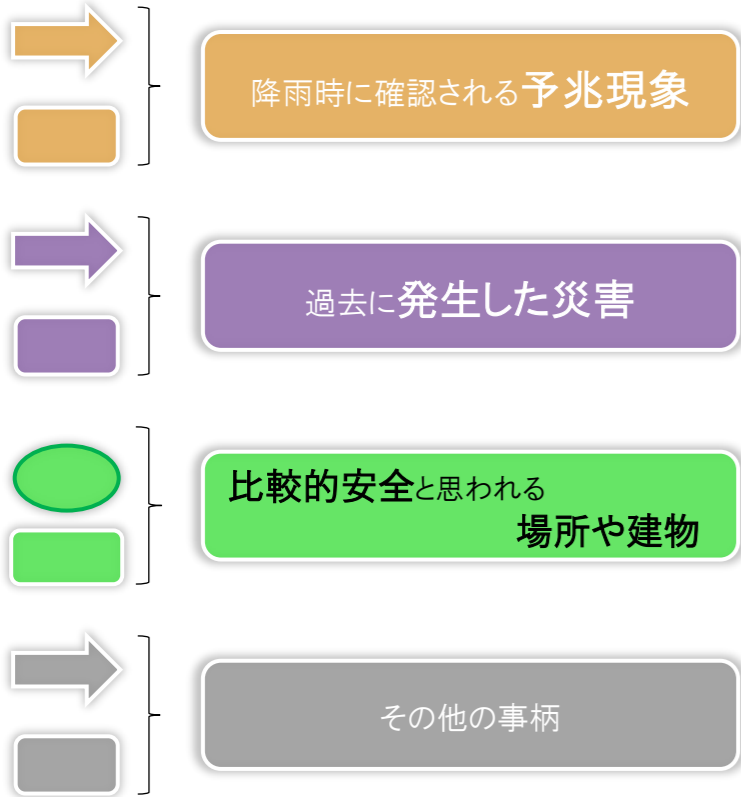 降雨時に確認される予兆現象
過去に発生した災害
比較的安全と思われる
場所や建物
その他の事柄